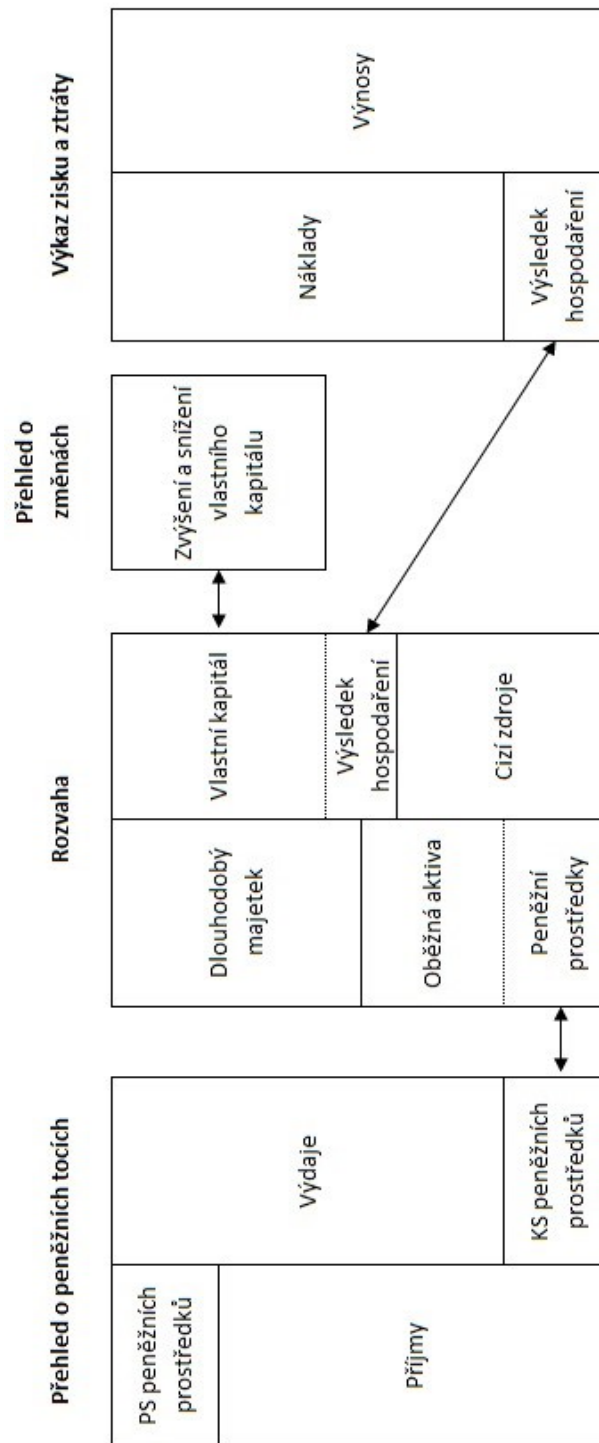 Přehled o peněžních tocích
PS peněžních
prostředků
Příjmy
Výdaje
KS peněžních
prostředků
Rozvaha
Dlouhodobý
majetek
Oběžná aktiva
Peněžní
prostředky
Vlastní kapitál
Výsledek
hospodaření
Cizí zdroje
Přehled o
změnách
Zvýšení a snížení
vlastního
kapitálu
Výkaz zisku a ztráty
Náklady
Výsledek
hospodaření
Výnosy